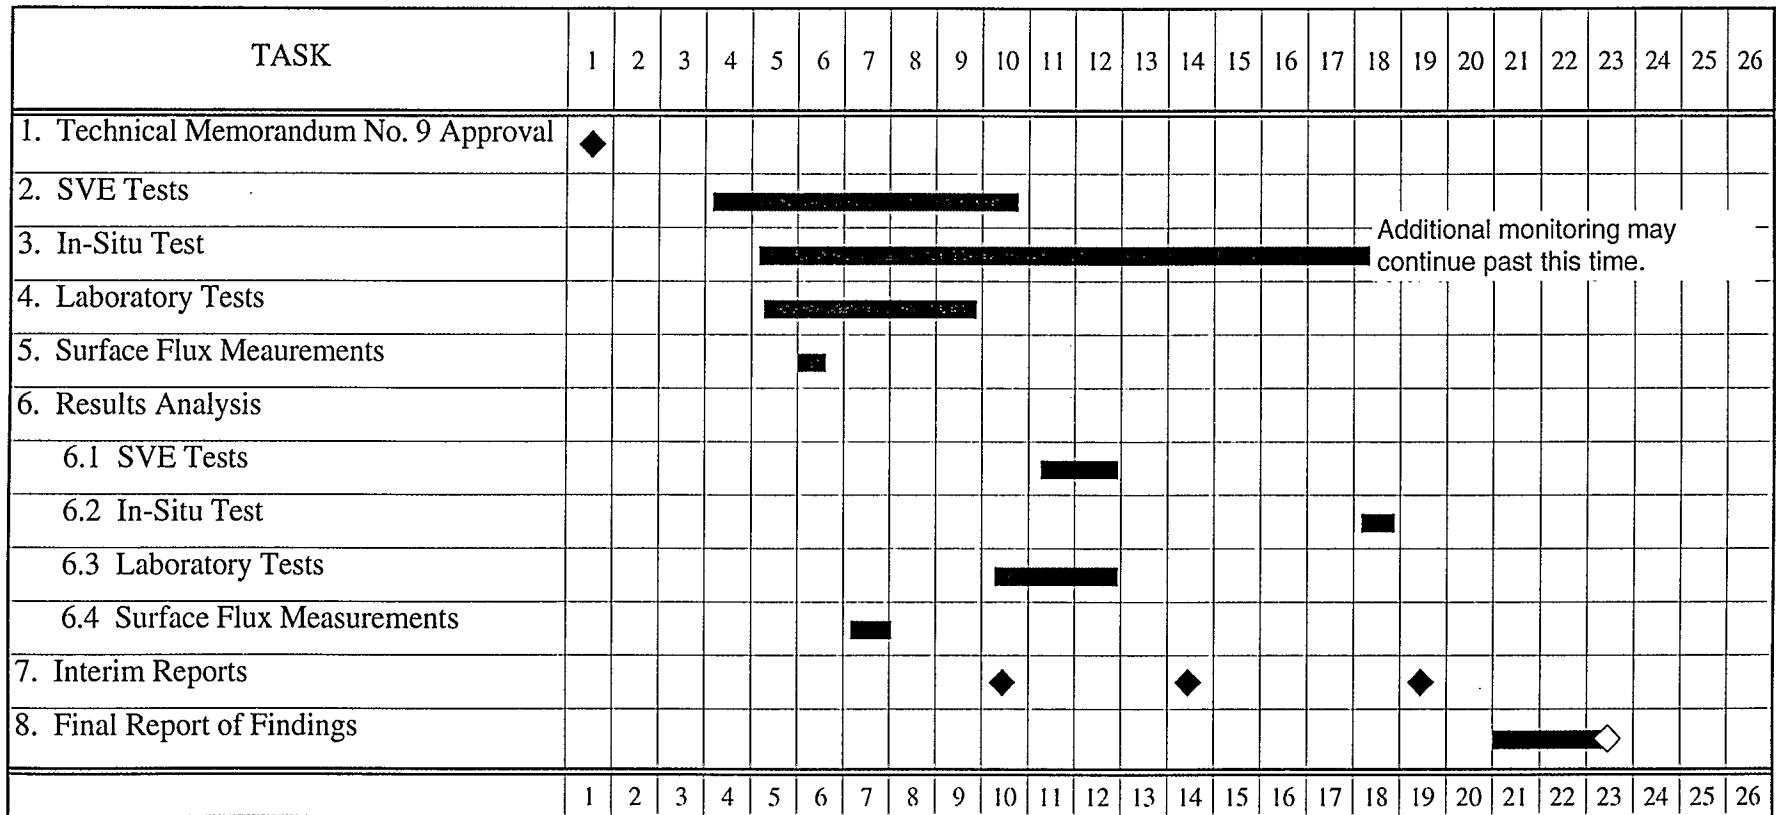 TASK 1 2 3 4 5 6 7 8 9 10 11 12 13 14 15 16 17 18 19 20 21 22 23 24 25 26
1. Technical Memorandum No. 9 Approval
2. SVE Tests
3. In-Situ Test
Additional monitoring may
continue past this time.
4. Laboratory Tests
5. Surface Flux Meaurements
6. Results Analysis
6.1 SVE Tests
6.2 In-Situ Test
6.3 Laboratory Tests
6.4 Surface Flux Measurements
7. Interim Reports
8. Final Report of Findings
1 2 3 4 5 6 7 8 9 10 11 12 13 14 15 16 17 18 19 20 21 22 23 24 25 26